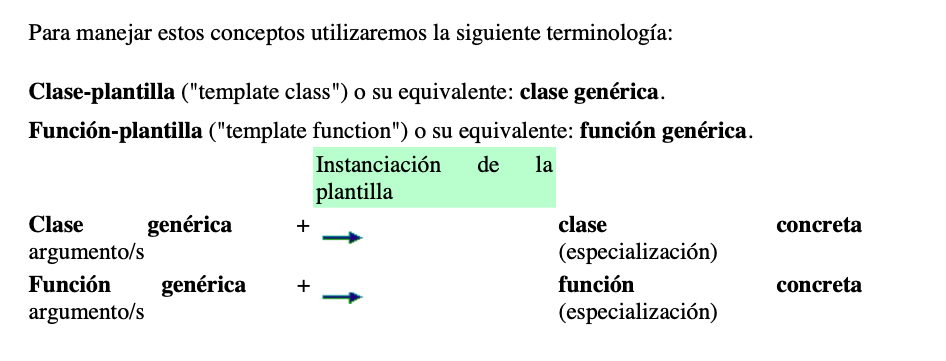 Para manejar estos conceptos utilizaremos la siguiente terminología:
Clase-plantilla ("template class") o su equivalente: clase genérica.
Función-plantilla ("template function") o su equivalente: función genérica.
Instanciación de la
plantilla
Clase genérica + clase concreta
argumento/s (especialización)
Función genérica + función concreta
argumento/s (especialización)